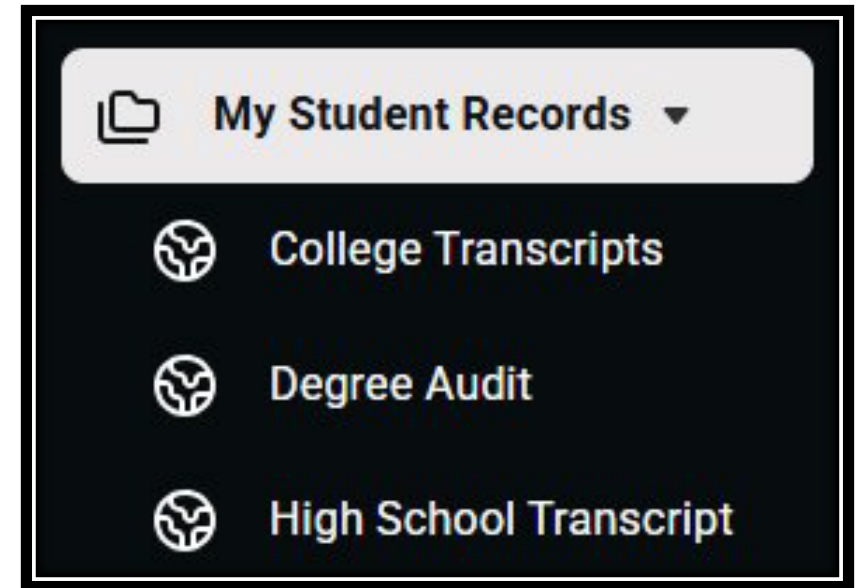 My Student Records
College Transcripts
Degree Audit
High School Transcript